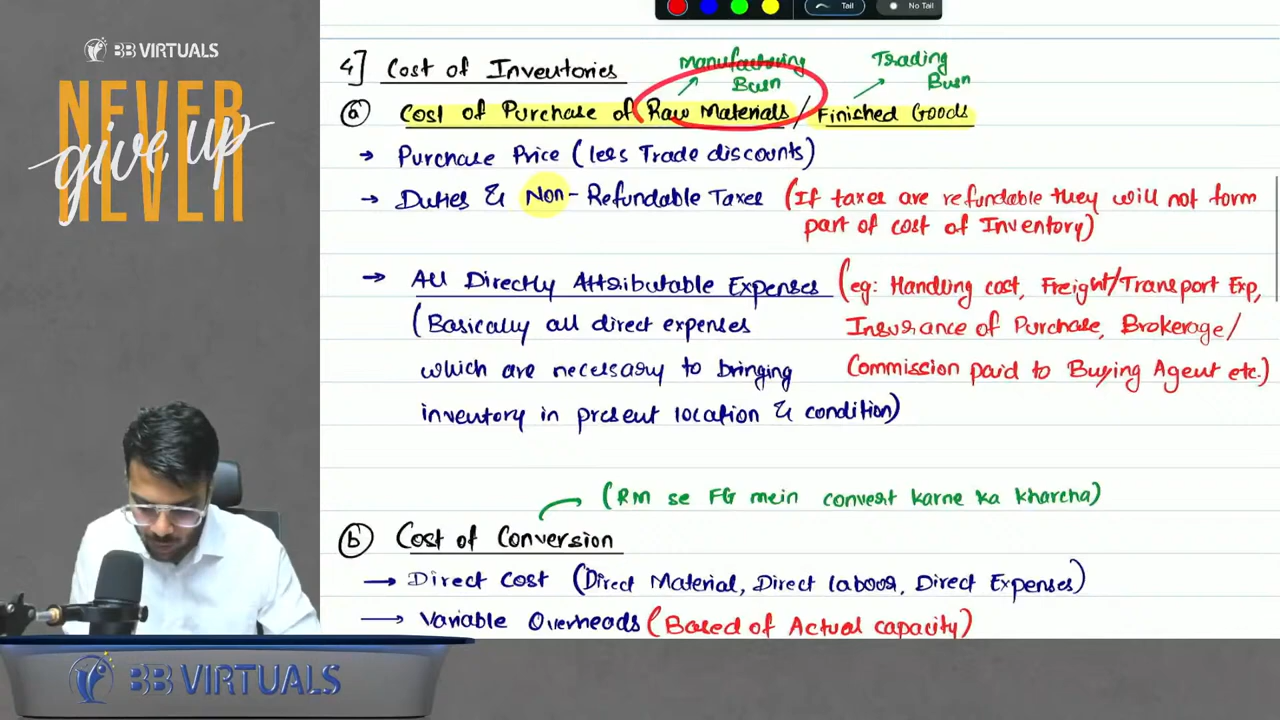 BB VIRTUALS
NEVER
give up
NEVER
Tail
No Tail
4] Cost of Inventories
Manufacturing
Busn
Trading
Busn
(a) Cost of Purchase of Raw Materials / Finished Goods
→ Purchase Price (less Trade discounts)
→ Duties & Non-Refundable Taxes (If taxes are refundable they will not form
part of cost of Inventory)
→ All Directly Attributable Expenses (eg: Handling cost, Freight/Transport Exp,
(Basically all direct expenses Insurance of Purchase, Brokerage/
which are necessary to bringing Commission paid to Buying Agent etc.)
inventory in present location & condition)
(RM se FG mein convert karne ka kharcha)
(b) Cost of Conversion
→ Direct Cost (Direct Material, Direct labour, Direct Expenses)
→ Variable Overheads (Based of Actual capacity)
BB VIRTUALS